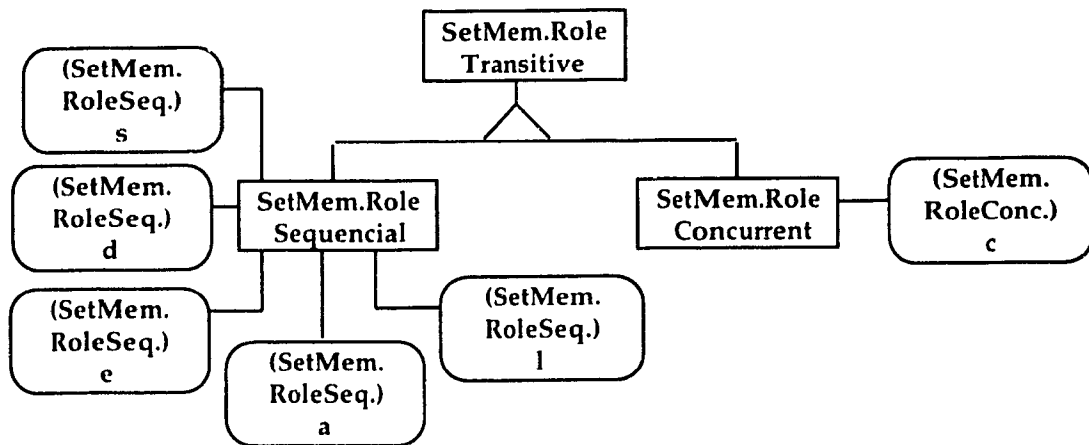 SetMem.Role
Transitive
(SetMem.
RoleSeq.)
s
(SetMem.
RoleSeq.)
d
SetMem.Role
Sequencial
SetMem.Role
Concurrent
(SetMem.
RoleConc.)
c
(SetMem.
RoleSeq.)
e
(SetMem.
RoleSeq.)
a
(SetMem.
RoleSeq.)
l